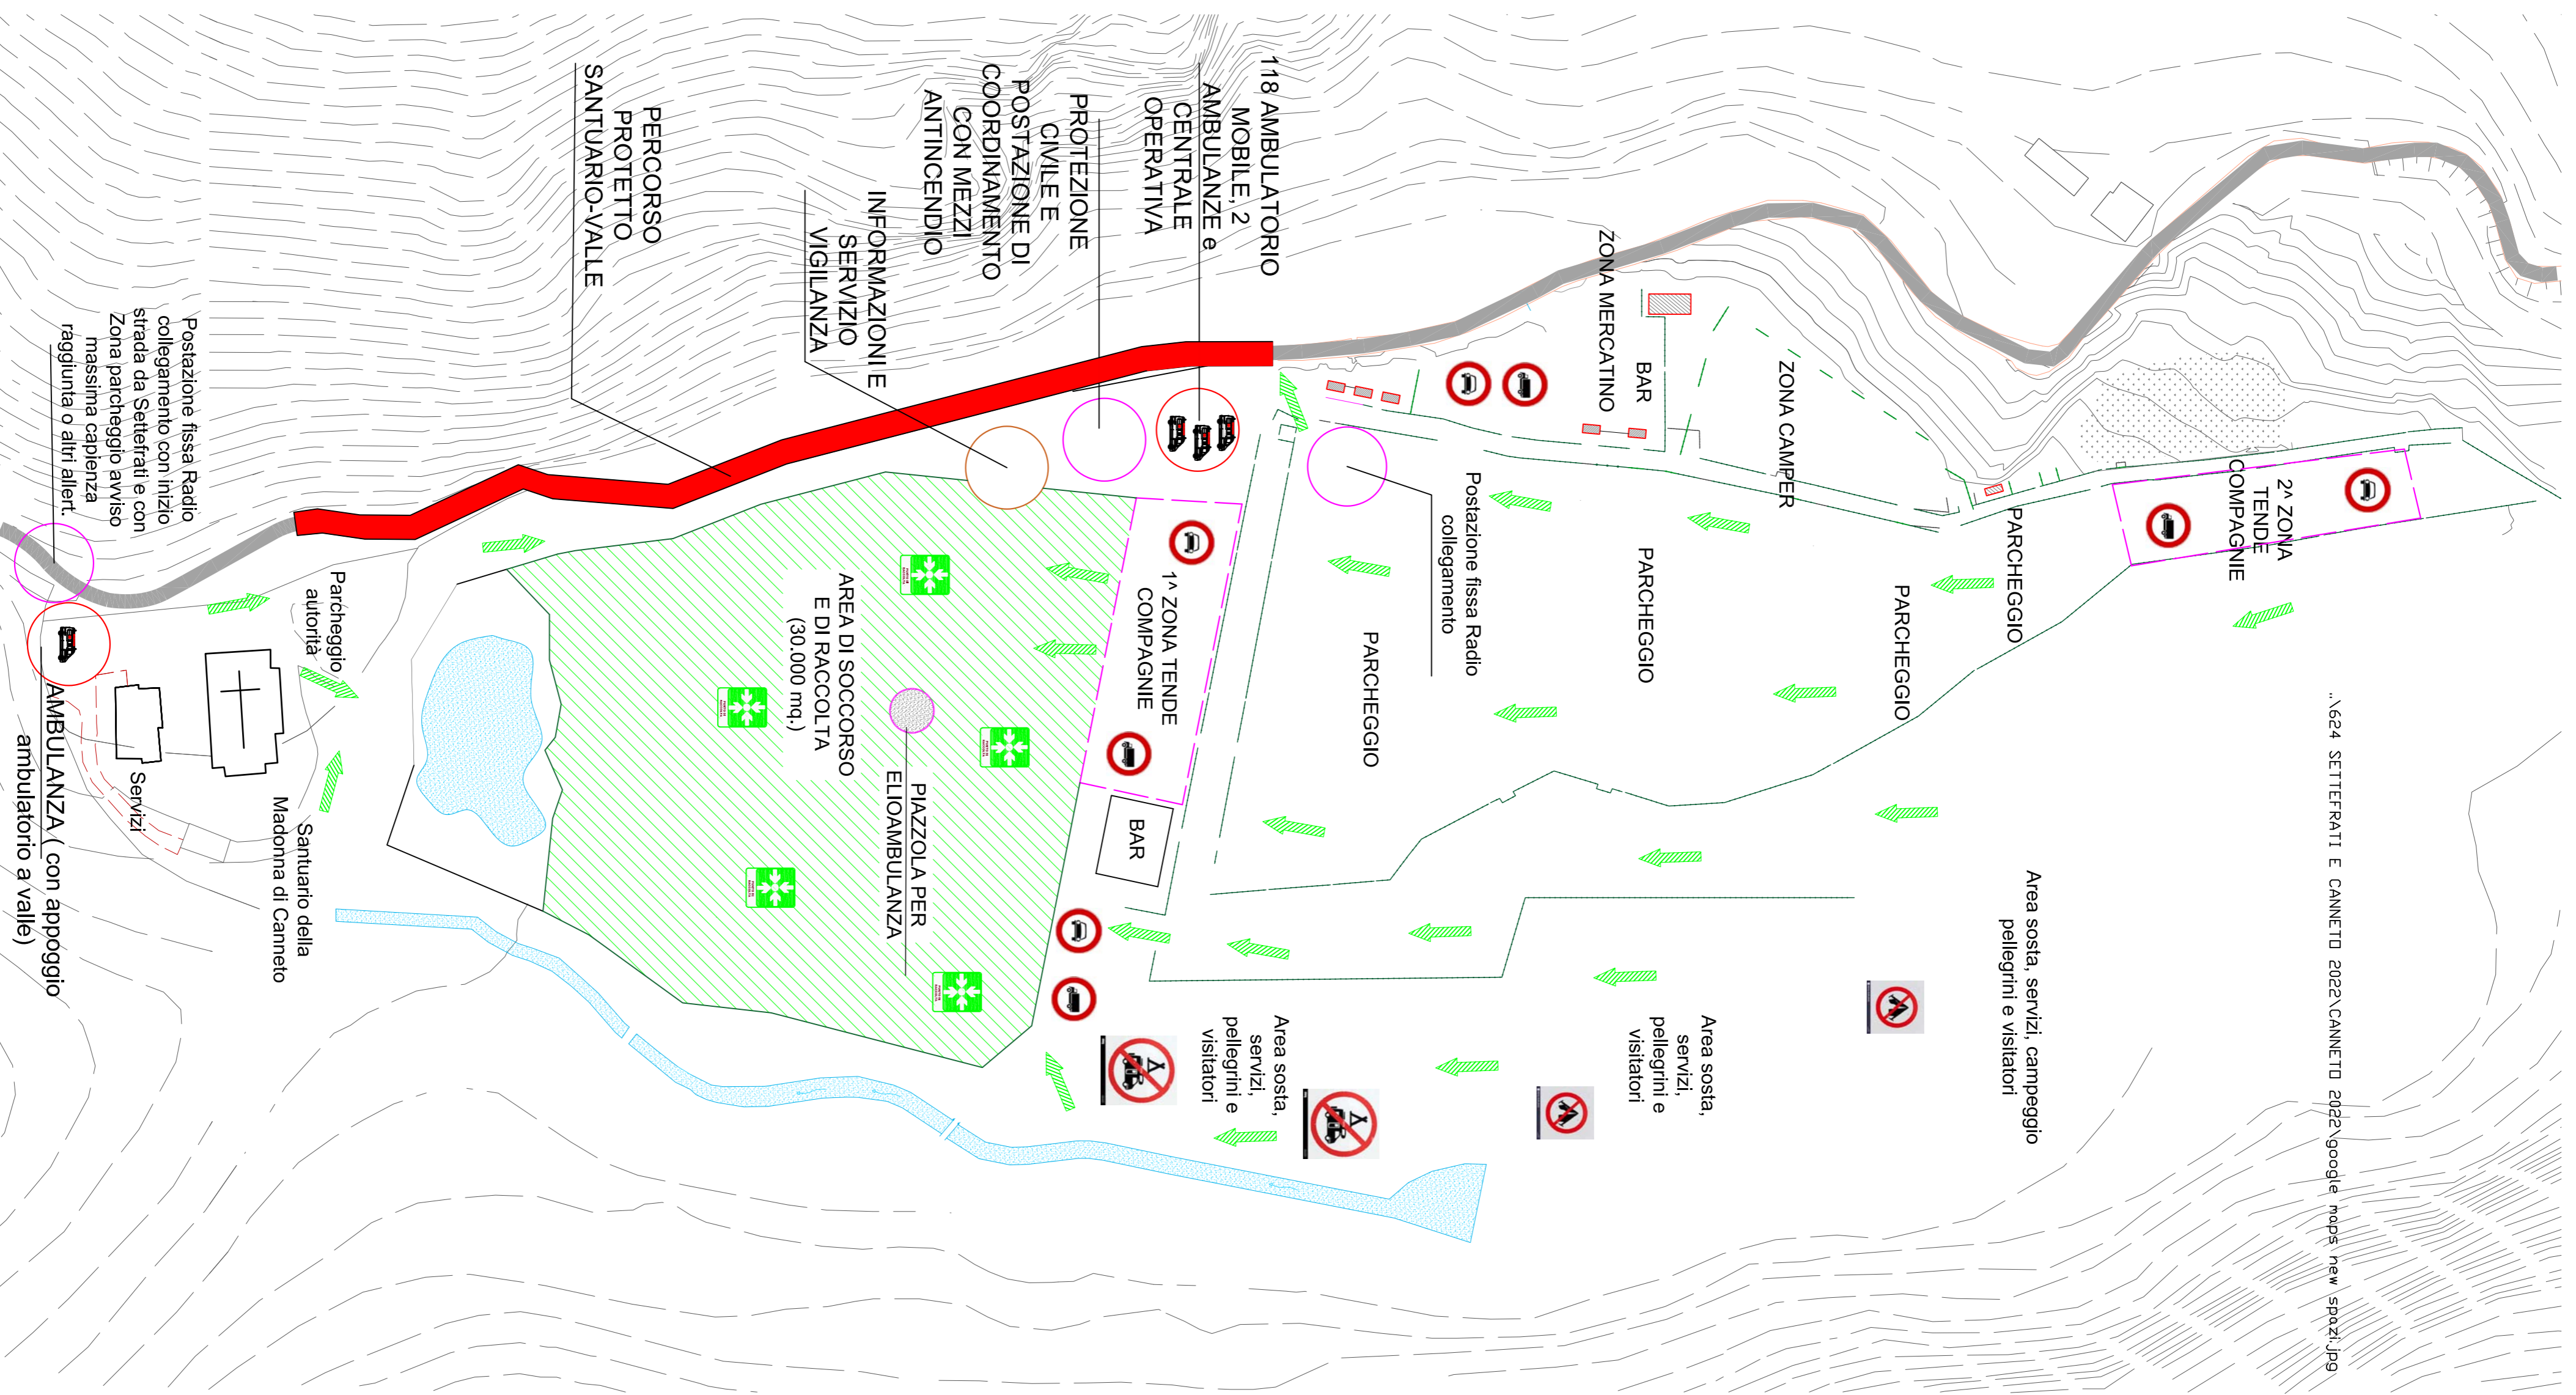 118 AMBULATORIO
MOBILE, 2
AMBULANZE e
CENTRALE
OPERATIVA
PROTEZIONE
CIVILE E
POSTAZIONE DI
COORDINAMENTO
CON MEZZI
ANTINCENDIO
INFORMAZIONI E
SERVIZIO
VIGILANZA
PERCORSO
PROTETTO
SANTUARIO-VALLE
Postazione fissa Radio
collegamento con inizio
strada da Settefrati e con
Zona parcheggio avviso
massima capienza
raggiunta o altri allert.
ZONA MERCATINO
BAR
ZONA CAMPER
2^ ZONA
TENDE
COMPAGNIE
PARCHEGGIO
PARCHEGGIO
PARCHEGGIO
PARCHEGGIO
Postazione fissa Radio
collegamento
1^ ZONA TENDE
COMPAGNIE
BAR
AREA DI SOCCORSO
E DI RACCOLTA
(30.000 mq.)
PIAZZOLA PER
ELIOAMBULANZA
Parcheggio
autorità
Santuario della
Madonna di Canneto
Servizi
AMBULANZA ( con appoggio
ambulatorio a valle)
Area sosta, servizi, campeggio
pellegrini e visitatori
Area sosta,
servizi,
pellegrini e
visitatori
Area sosta,
servizi,
pellegrini e
visitatori
..\624 SETTEFRATI E CANNETO 2022\CANNETO 2022\google maps new spazi.jpg